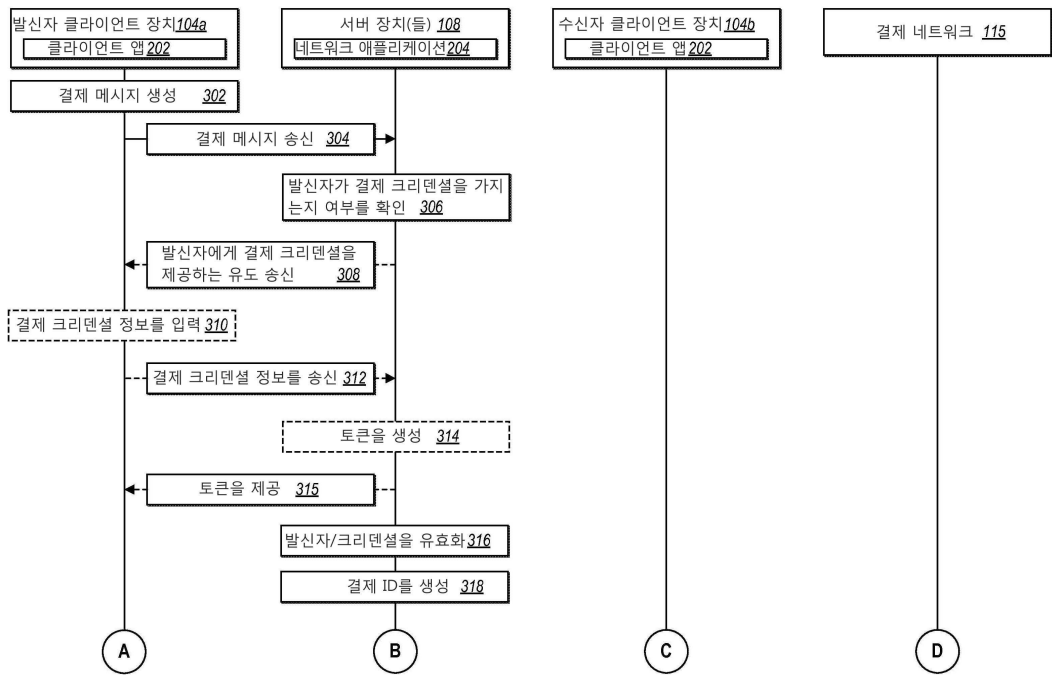 발신자 클라이언트 장치104a
클라이언트 앱202
서버 장치(들) 108
네트워크 애플리케이션204
수신자 클라이언트 장치104b
클라이언트 앱202
결제 네트워크 115
결제 메시지 생성 302
결제 메시지 송신 304
발신자가 결제 크리덴셜을 가지
는지 여부를 확인 306
발신자에게 결제 크리덴셜을
제공하는 유도 송신 308
결제 크리덴셜 정보를 입력310
결제 크리덴셜 정보를 송신312
토큰을 생성 314
토큰을 제공 315
발신자/크리덴셜을 유효화316
결제 ID를 생성 318
A
B
C
D